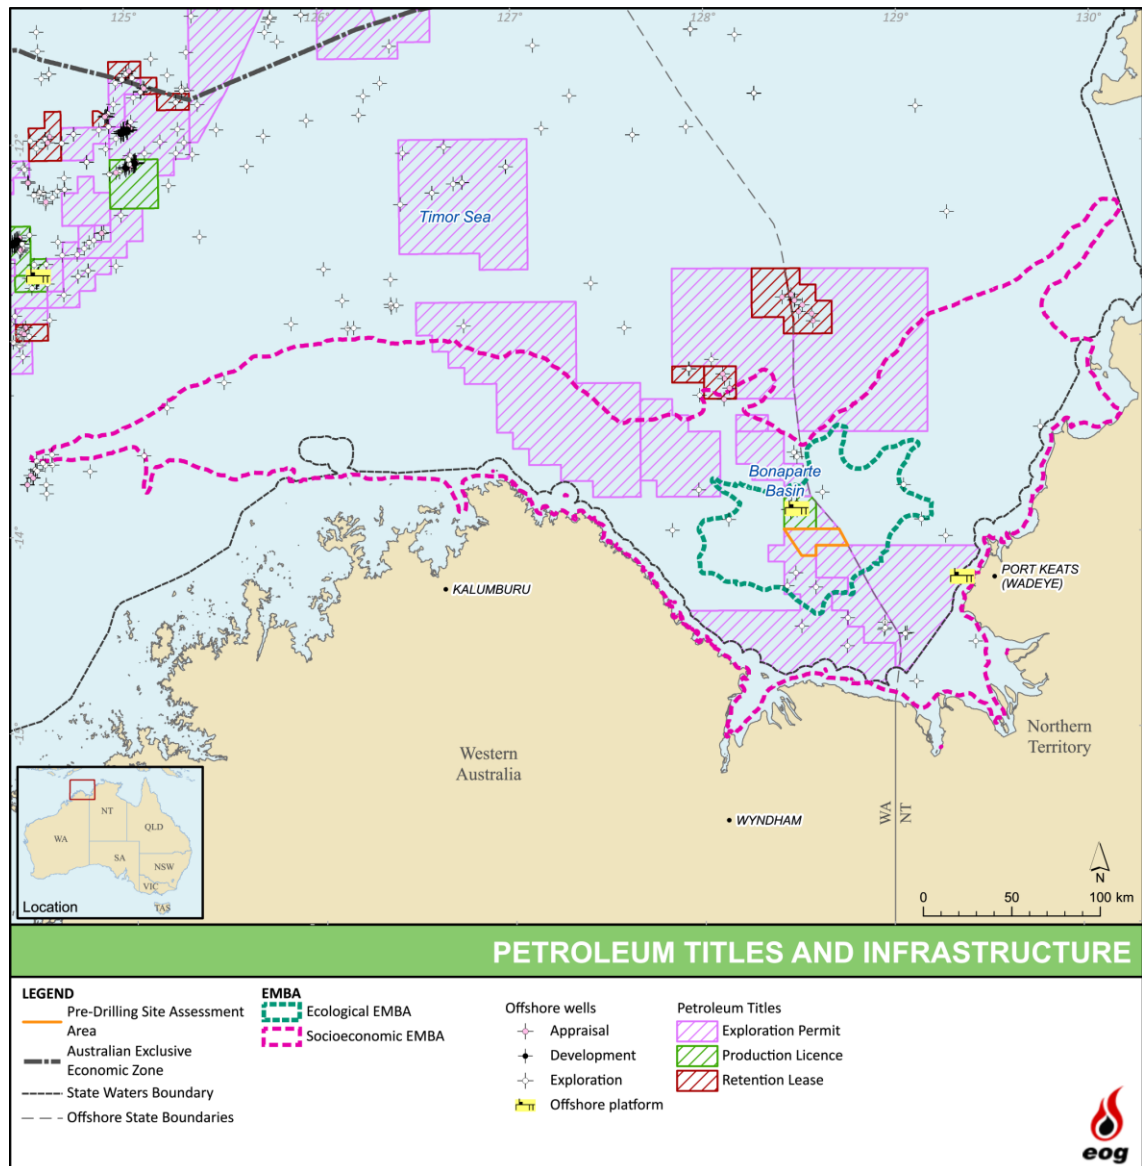 125°
126°
127°
128°
129°
130°
-12°
Timor Sea
Bonaparte
Basin
-14°
KALUMBURU
PORT KEATS
(WADEYE)
-15°
Western
Australia
Northern
Territory
WA
NT
WYNDHAM
N
0 50 100 km
WA
NT
QLD
SA
NSW
VIC
TAS
Location
PETROLEUM TITLES AND INFRASTRUCTURE
LEGEND
Pre-Drilling Site Assessment
Area
Australian Exclusive
Economic Zone
State Waters Boundary
Offshore State Boundaries
EMBA
Ecological EMBA
Socioeconomic EMBA
Offshore wells
Appraisal
Development
Exploration
Offshore platform
Petroleum Titles
Exploration Permit
Production Licence
Retention Lease
eog